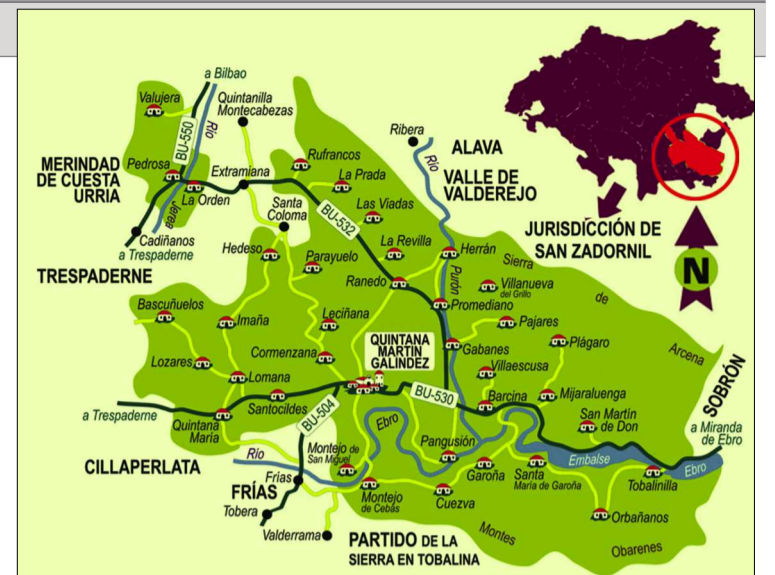 a Bilbao
Valujera
Quintanilla
Montecabezas
BU-550
Río
Jerea
Ribera
Río
ALAVA
VALLE DE
VALDEREJO
MERINDAD
DE CUESTA
URRIA
Pedrosa
Extramiana
La Orden
Rufrancos
La Prada
Santa
Coloma
Las Viadas
BU-532
JURISDÍCCIÓN DE
SAN ZADORNIL
N
Cadiñanos
a Trespaderne
TRESPADERNE
Hedeso
Parayuelo
La Revilla
Herrán
Sierra
de
Arcena
Ranedo
Purón
Villanueva
del Grillo
Promediano
Bascuñuelos
Imaña
Leciñana
Pajares
Plágaro
QUINTANA
MARTÍN
GALINDEZ
Gabanes
Lozares
Cormenzana
Villaescusa
Lomana
Santocildes
BU-530
Barcina
Mijaraluenga
SOBRÓN
a Trespaderne
Quintana
María
BU-504
Ebro
San Martín
de Don
a Miranda
de Ebro
Pangusión
CILLAPERLATA
Río
Montejo de
San Miguel
Garoña
Santa
María de Garoña
Embalse
Ebro
Tobalinilla
Frías
FRÍAS
Montejo
de Cebas
Cuezva
Tobera
Orbañanos
Valderrama
PARTIDO DE LA
SIERRA EN TOBALINA
Montes
Obarenes